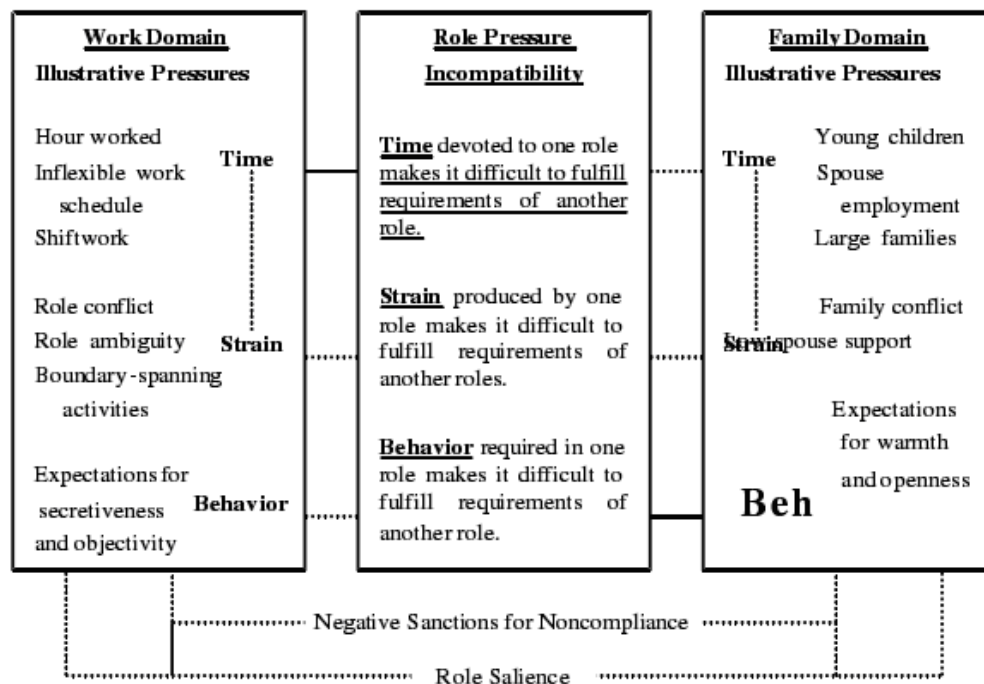 Work Domain
Illustrative Pressures
Hour worked
Time
Inflexible work
schedule
Shiftwork
Role conflict
Role ambiguity
Strain
Boundary-spanning
activities
Expectations for
secretiveness
Behavior
and objectivity
Role Pressure
Incompatibility
Time devoted to one role
makes it difficult to fulfill
requirements of another
role.
Strain produced by one
role makes it difficult to
fulfill requirements of
another roles.
Behavior required in one
role makes it difficult to
fulfill requirements of
another role.
Family Domain
Illustrative Pressures
Young children
Time
Spouse
employment
Large families
Family conflict
Strain
spouse support
Expectations
for warmth
and openness
Beh
Negative Sanctions for Noncompliance
Role Salience